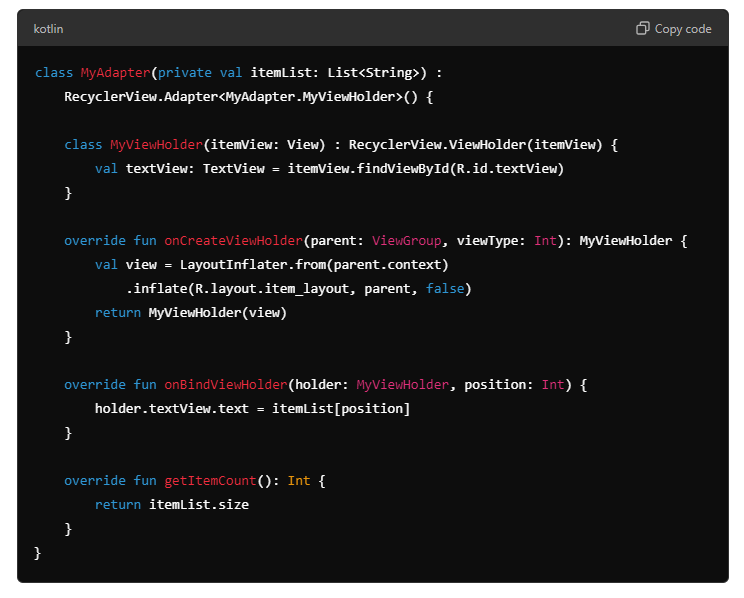 kotlin
Copy code
class MyAdapter(private val itemList: List<String>) :
    RecyclerView.Adapter<MyAdapter.MyViewHolder>() {

    class MyViewHolder(itemView: View) : RecyclerView.ViewHolder(itemView) {
        val textView: TextView = itemView.findViewById(R.id.textView)
    }

    override fun onCreateViewHolder(parent: ViewGroup, viewType: Int): MyViewHolder {
        val view = LayoutInflater.from(parent.context)
            .inflate(R.layout.item_layout, parent, false)
        return MyViewHolder(view)
    }

    override fun onBindViewHolder(holder: MyViewHolder, position: Int) {
        holder.textView.text = itemList[position]
    }

    override fun getItemCount(): Int {
        return itemList.size
    }
}